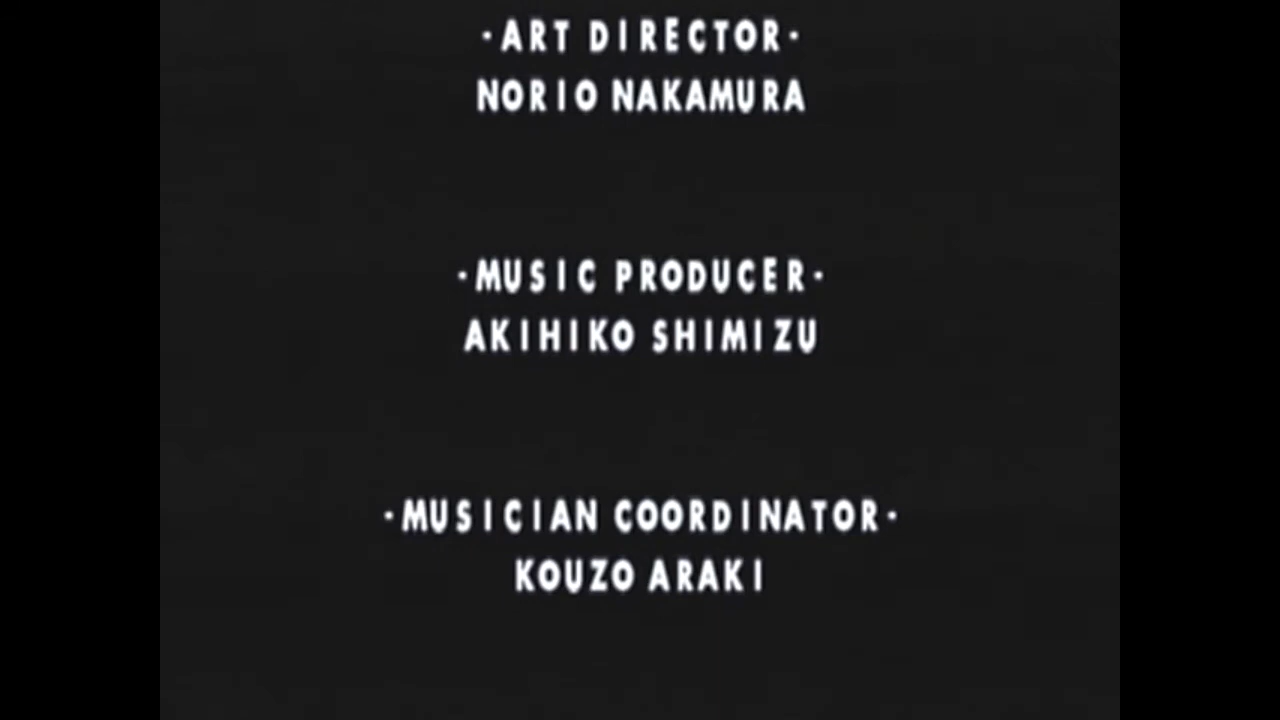 ·ART DIRECTOR·
NORIO NAKAMURA
·MUSIC PRODUCER·
AKIHIKO SHIMIZU
·MUSICIAN COORDINATOR·
KOUZO ARAKI